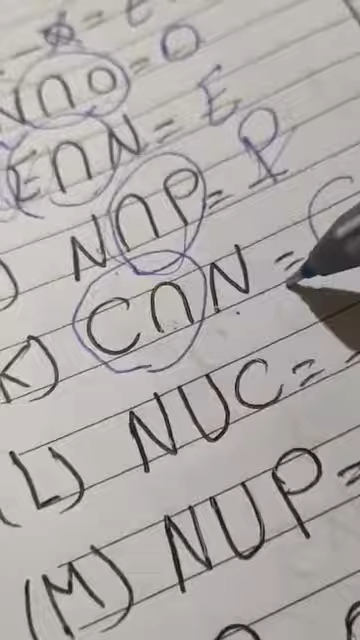 N∩O = O
E∩N = E
) N∩P = P
K) C∩N = C
(L) NUC =
(M) NUP =